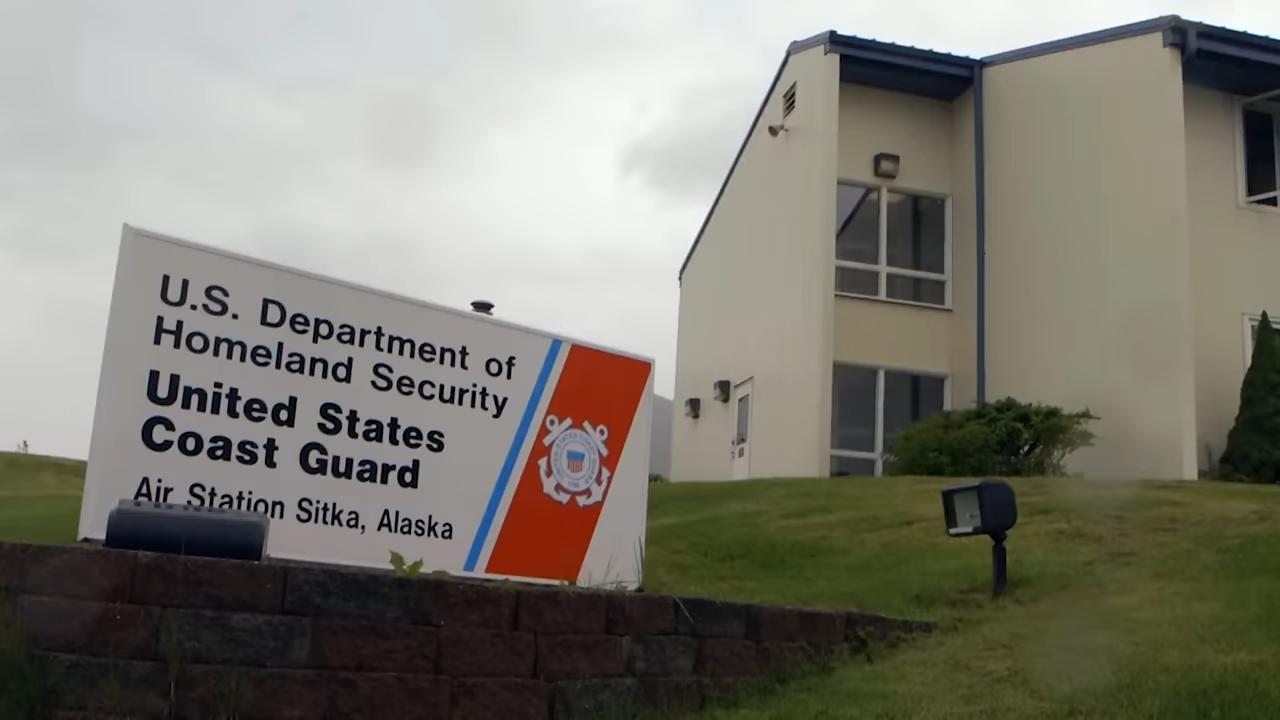 U.S. Department of
Homeland Security
United States
Coast Guard
Air Station Sitka, Alaska